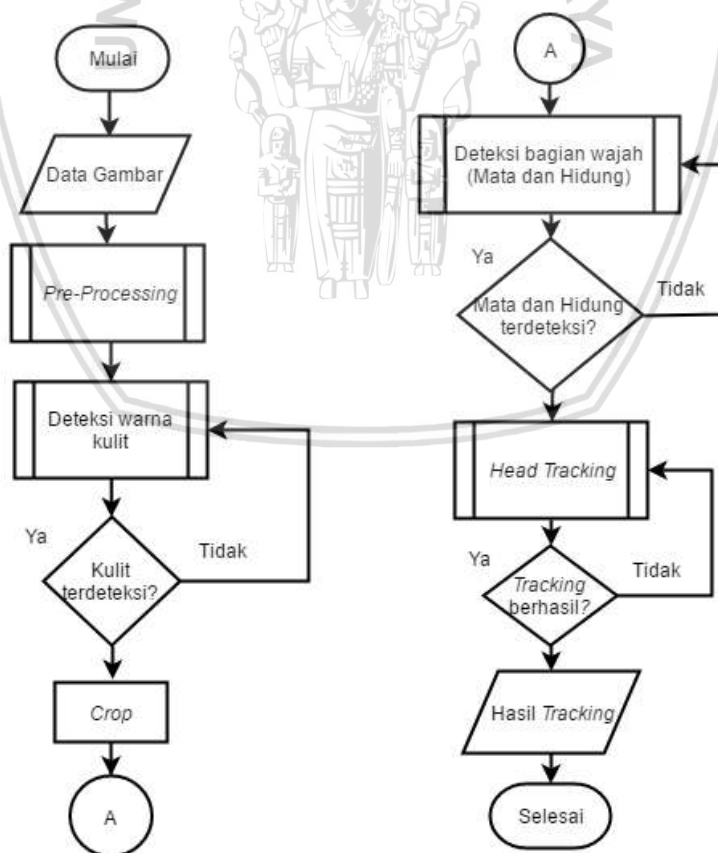 Mulai
Data Gambar
Pre-Processing
Deteksi warna
kulit
Ya
Tidak
Kulit
terdeteksi?
Crop
A
A
Deteksi bagian wajah
(Mata dan Hidung)
Ya
Tidak
Mata dan Hidung
terdeteksi?
Head Tracking
Ya
Tidak
Tracking
berhasil?
Hasil Tracking
Selesai